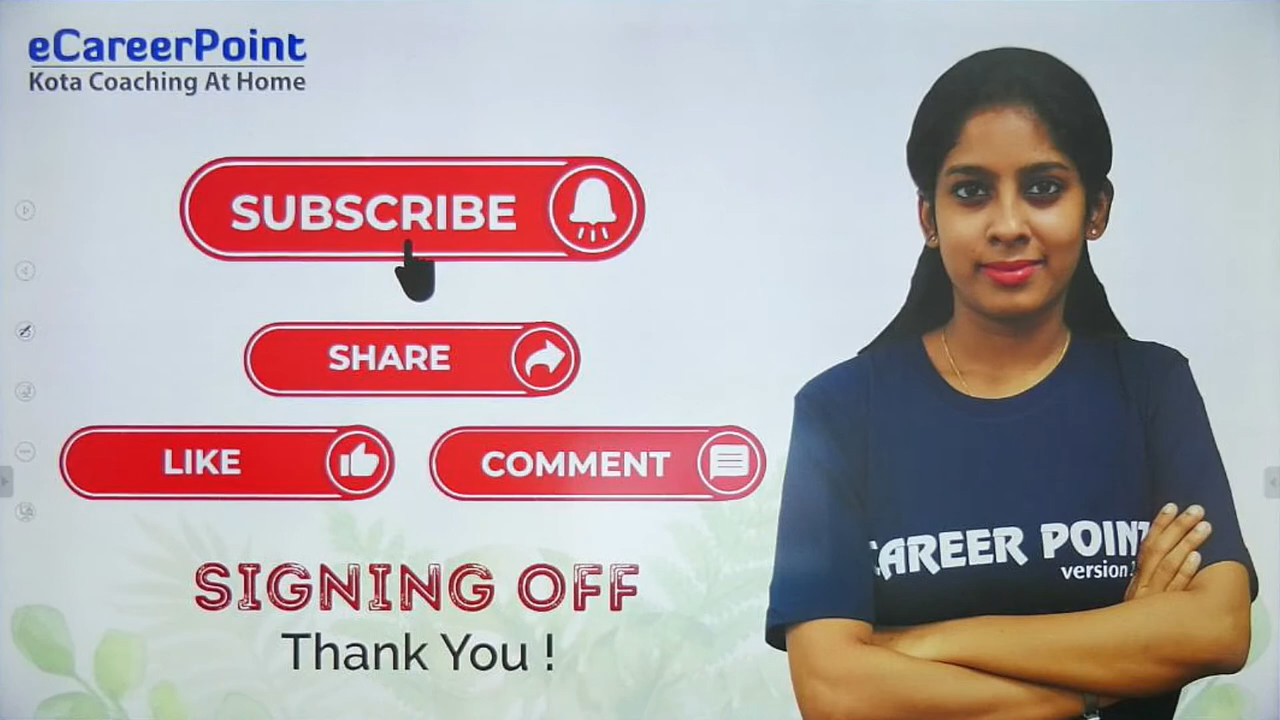 eCareerPoint
Kota Coaching At Home
SUBSCRIBE
SHARE
LIKE
COMMENT
CAREER POINT
version
SIGNING OFF
Thank You !